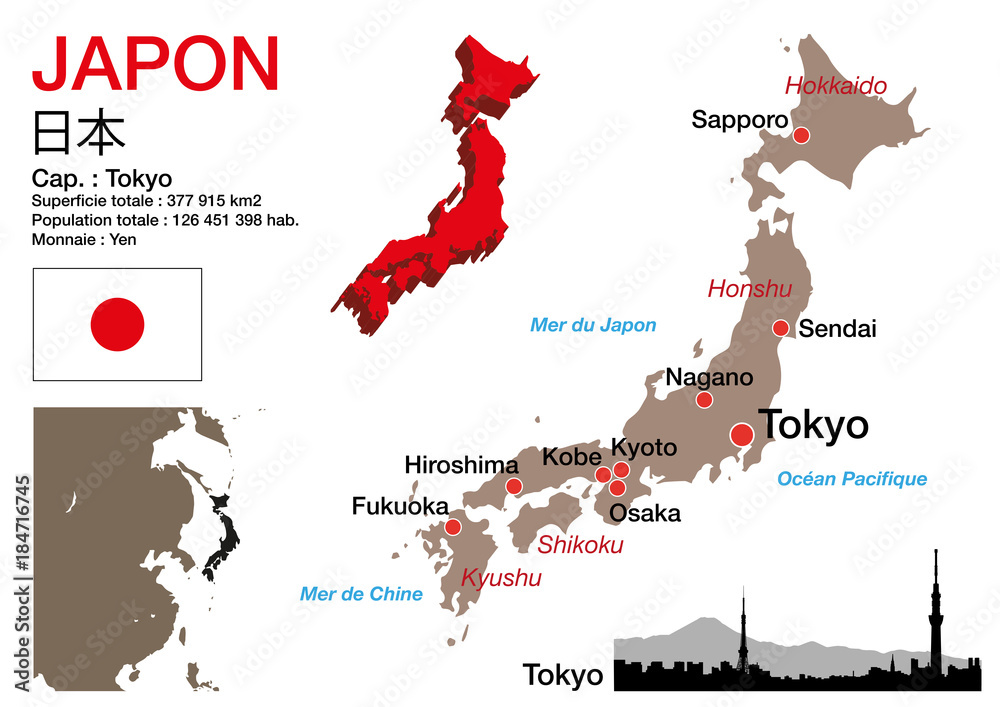 JAPON
日本
Cap. : Tokyo
Superficie totale : 377 915 km2
Population totale : 126 451 398 hab.
Monnaie : Yen
Hokkaido
Sapporo
Honshu
Mer du Japon
Sendai
Nagano
Tokyo
Kyoto
Kobe
Hiroshima
Océan Pacifique
Fukuoka
Osaka
Shikoku
Kyushu
Mer de Chine
Tokyo
Adobe Stock | #184716745
Adobe Stock